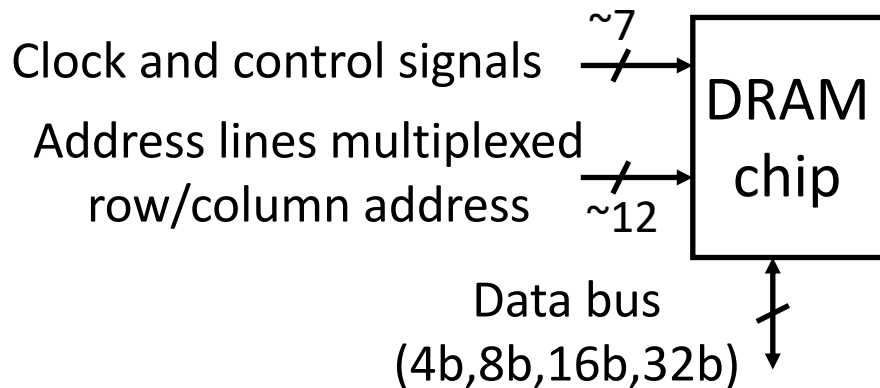 ~7
Clock and control signals
DRAM
chip
Address lines multiplexed
row/column address
~12
Data bus
(4b,8b,16b,32b)